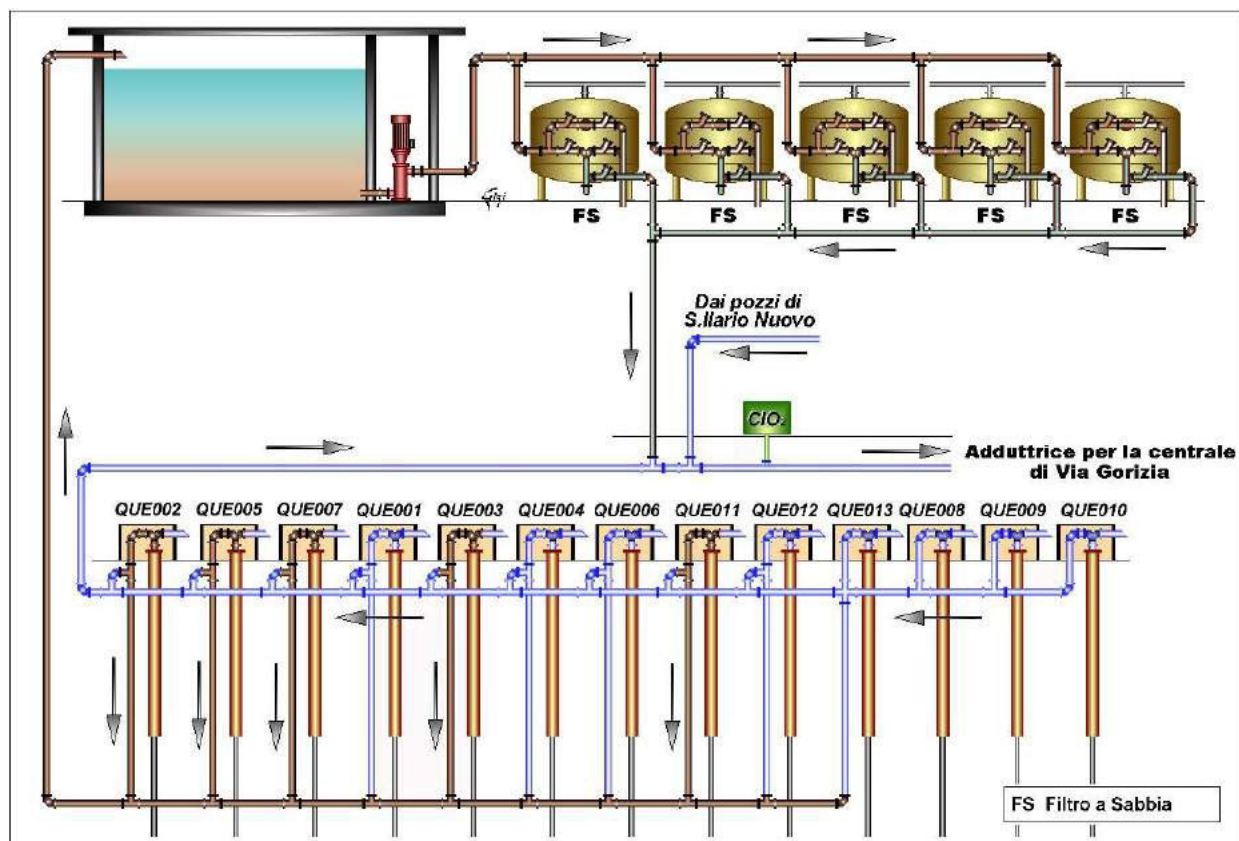 FS FS FS FS FS
Dai pozzi di
S.Ilario Nuovo
ClO₂
Adduttrice per la centrale
di Via Gorizia
QUE002 QUE005 QUE007 QUE001 QUE003 QUE004 QUE006 QUE011 QUE012 QUE013 QUE008 QUE009 QUE010
FS Filtro a Sabbia